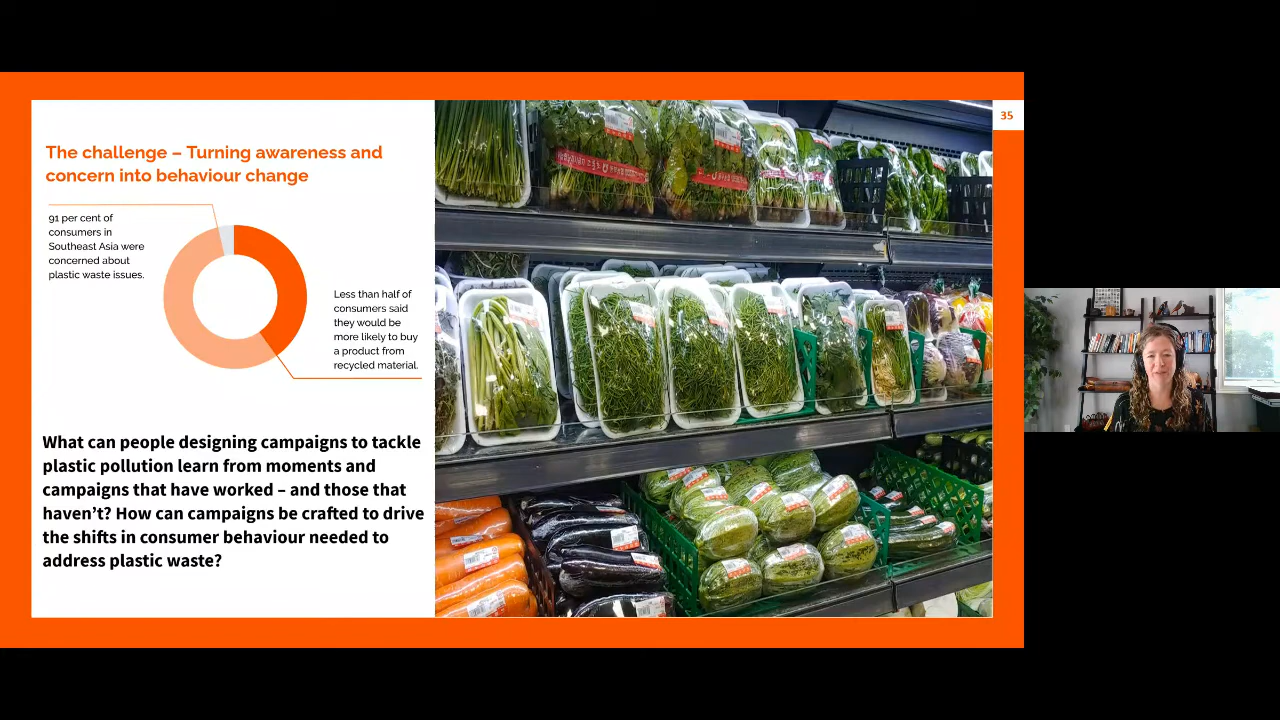 35
The challenge – Turning awareness and
concern into behaviour change
91 per cent of
consumers in
Southeast Asia were
concerned about
plastic waste issues.
Less than half of
consumers said
they would be
more likely to buy
a product from
recycled material.
What can people designing campaigns to tackle
plastic pollution learn from moments and
campaigns that have worked – and those that
haven’t? How can campaigns be crafted to drive
the shifts in consumer behaviour needed to
address plastic waste?